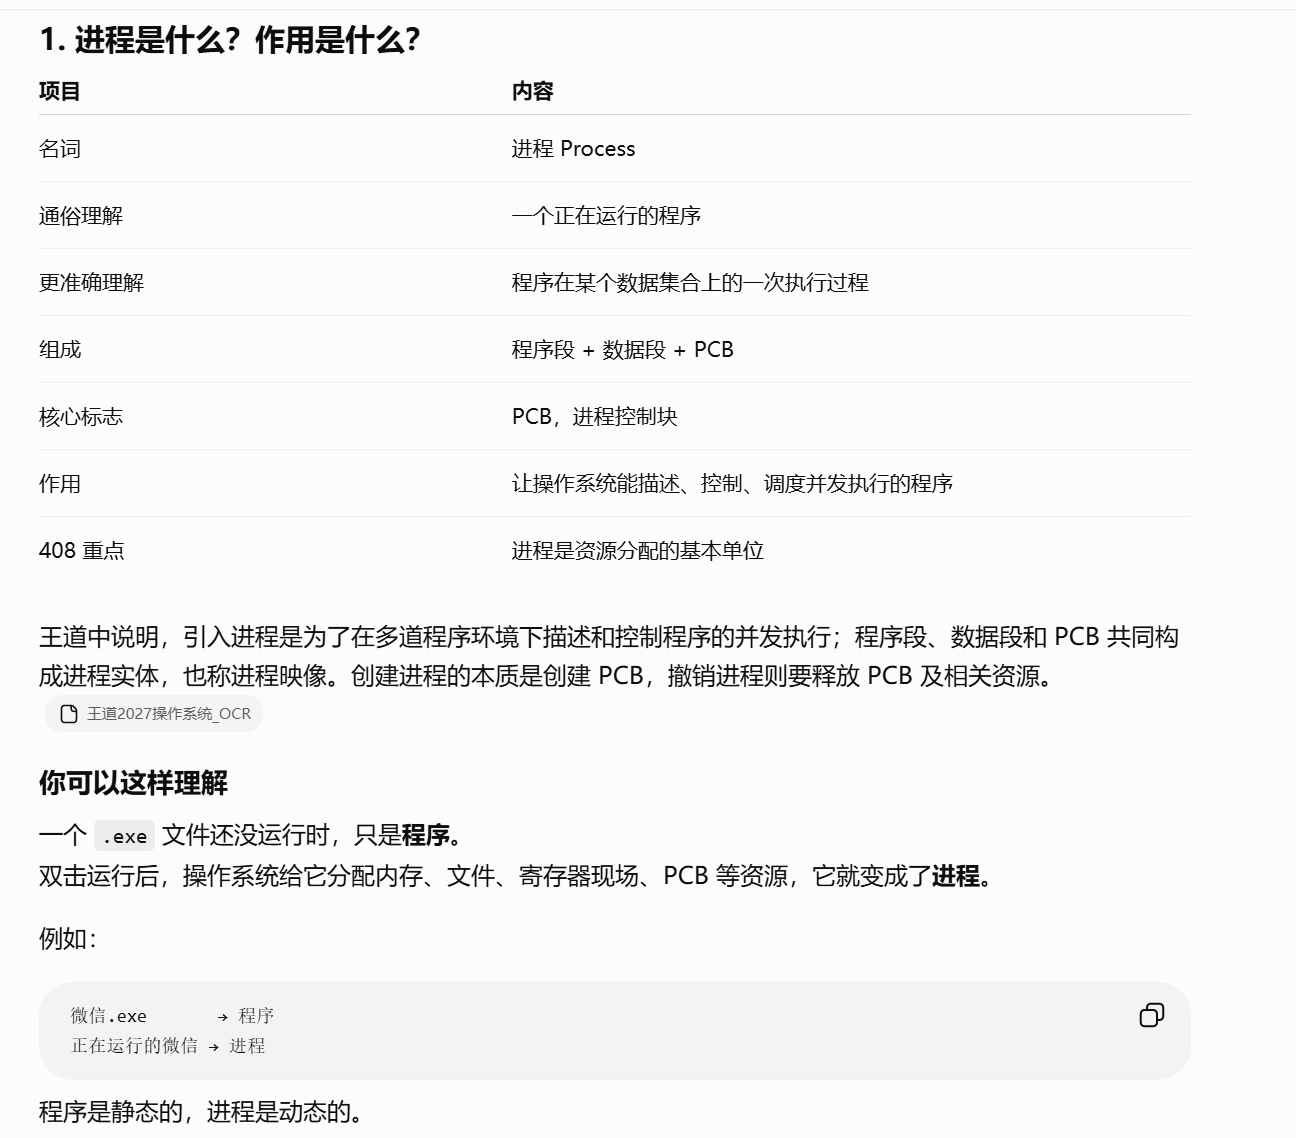 1. 进程是什么？作用是什么？
项目 内容
名词 进程 Process
通俗理解 一个正在运行的程序
更准确理解 程序在某个数据集合上的一次执行过程
组成 程序段 + 数据段 + PCB
核心标志 PCB，进程控制块
作用 让操作系统能描述、控制、调度并发执行的程序
408 重点 进程是资源分配的基本单位
王道中说明，引入进程是为了在多道程序环境下描述和控制程序的并发执行；程序段、数据段和 PCB 共同构
成进程实体，也称进程映像。创建进程的本质是创建 PCB，撤销进程则要释放 PCB 及相关资源。
王道2027操作系统_OCR
你可以这样理解
一个 .exe 文件还没运行时，只是程序。
双击运行后，操作系统给它分配内存、文件、寄存器现场、PCB 等资源，它就变成了进程。
例如：
微信.exe → 程序
正在运行的微信 → 进程
程序是静态的，进程是动态的。